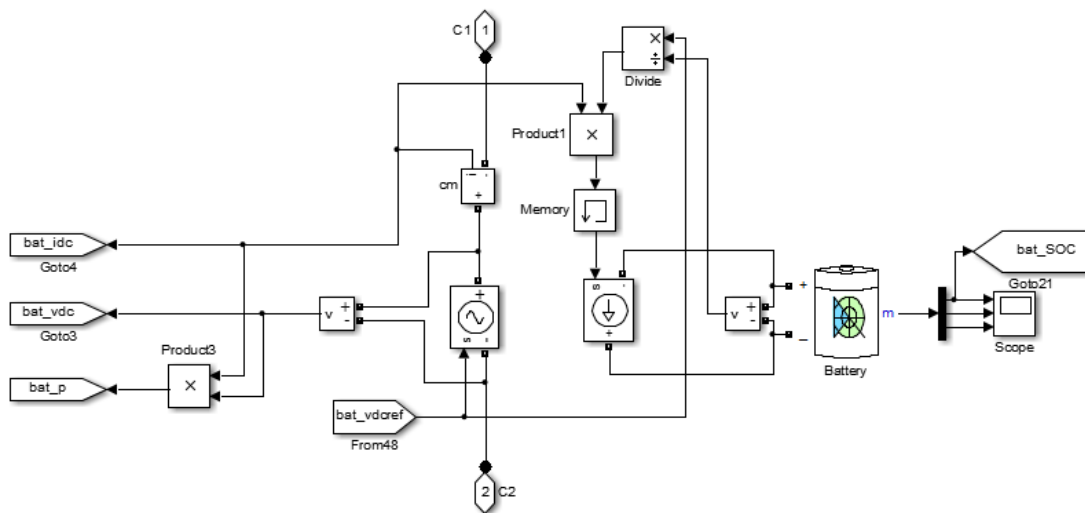 C1
1
×
÷
Divide
Product1
×
cm
- +
Memory
bat_idc
Goto4
bat_SOC
Goto21
bat_vdc
Goto3
v + -
+ s -
s - +
v + -
+
−
m
Battery
Scope
Product3
×
bat_p
bat_vdcref
From48
2
C2